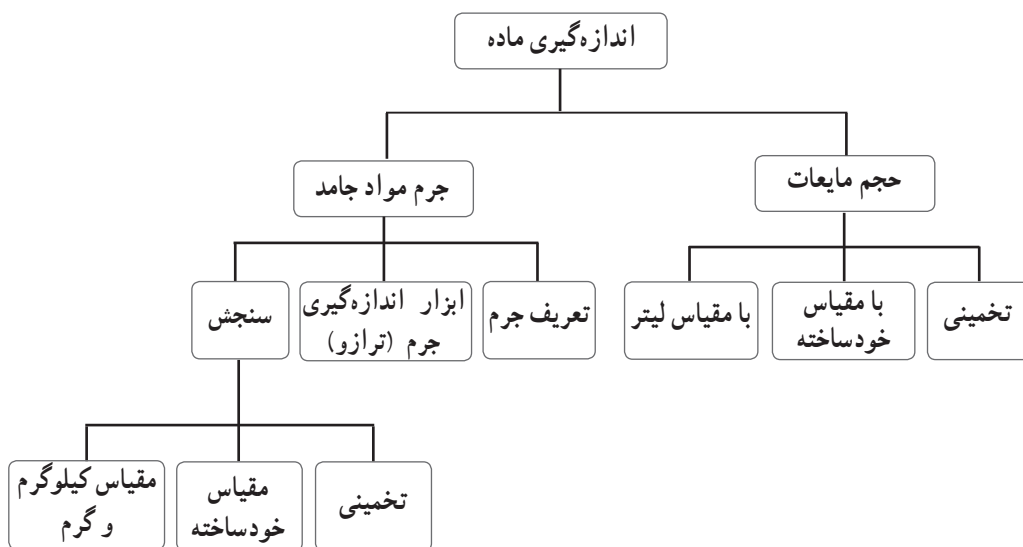 اندازه‌گیری ماده
حجم مایعات
جرم مواد جامد
تخمینی
با مقیاس
خودساخته
با مقیاس لیتر
تعریف جرم
ابزار اندازه‌گیری
جرم (ترازو)
سنجش
تخمینی
مقیاس
خودساخته
مقیاس کیلوگرم
و گرم